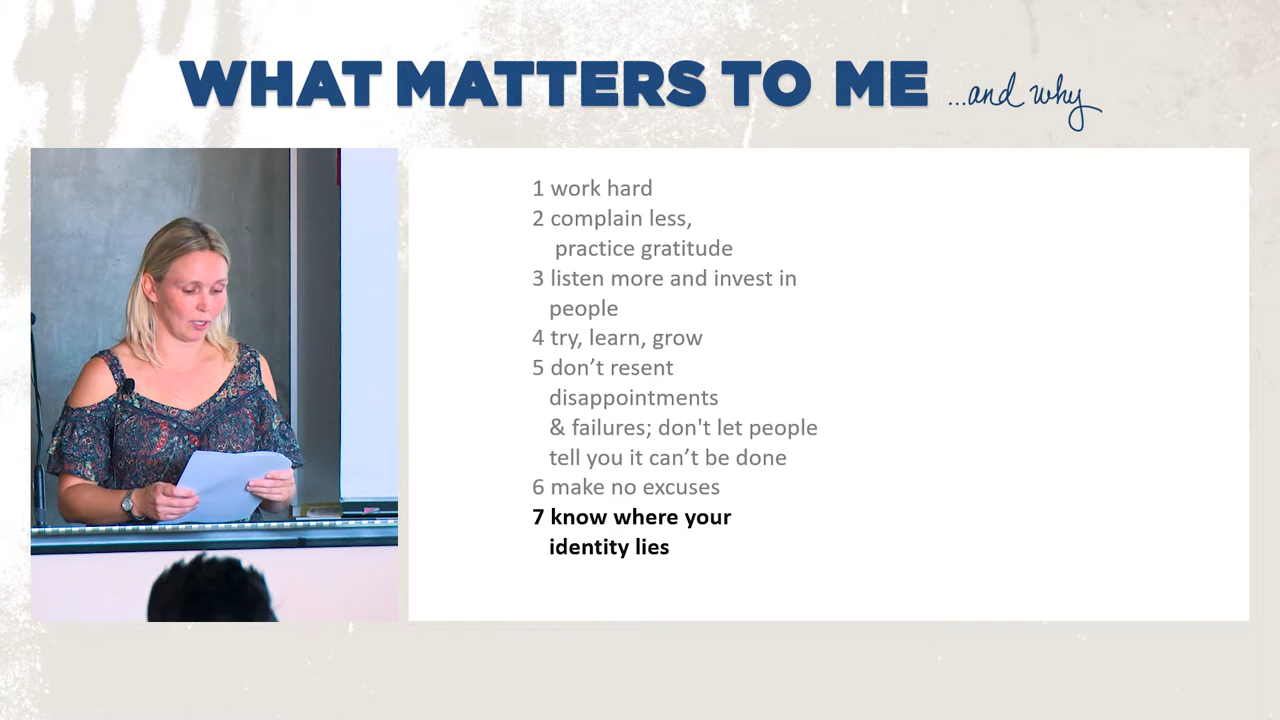 WHAT MATTERS TO ME ...and why
1 work hard
2 complain less,
practice gratitude
3 listen more and invest in
people
4 try, learn, grow
5 don’t resent
disappointments
& failures; don't let people
tell you it can’t be done
6 make no excuses
7 know where your
identity lies